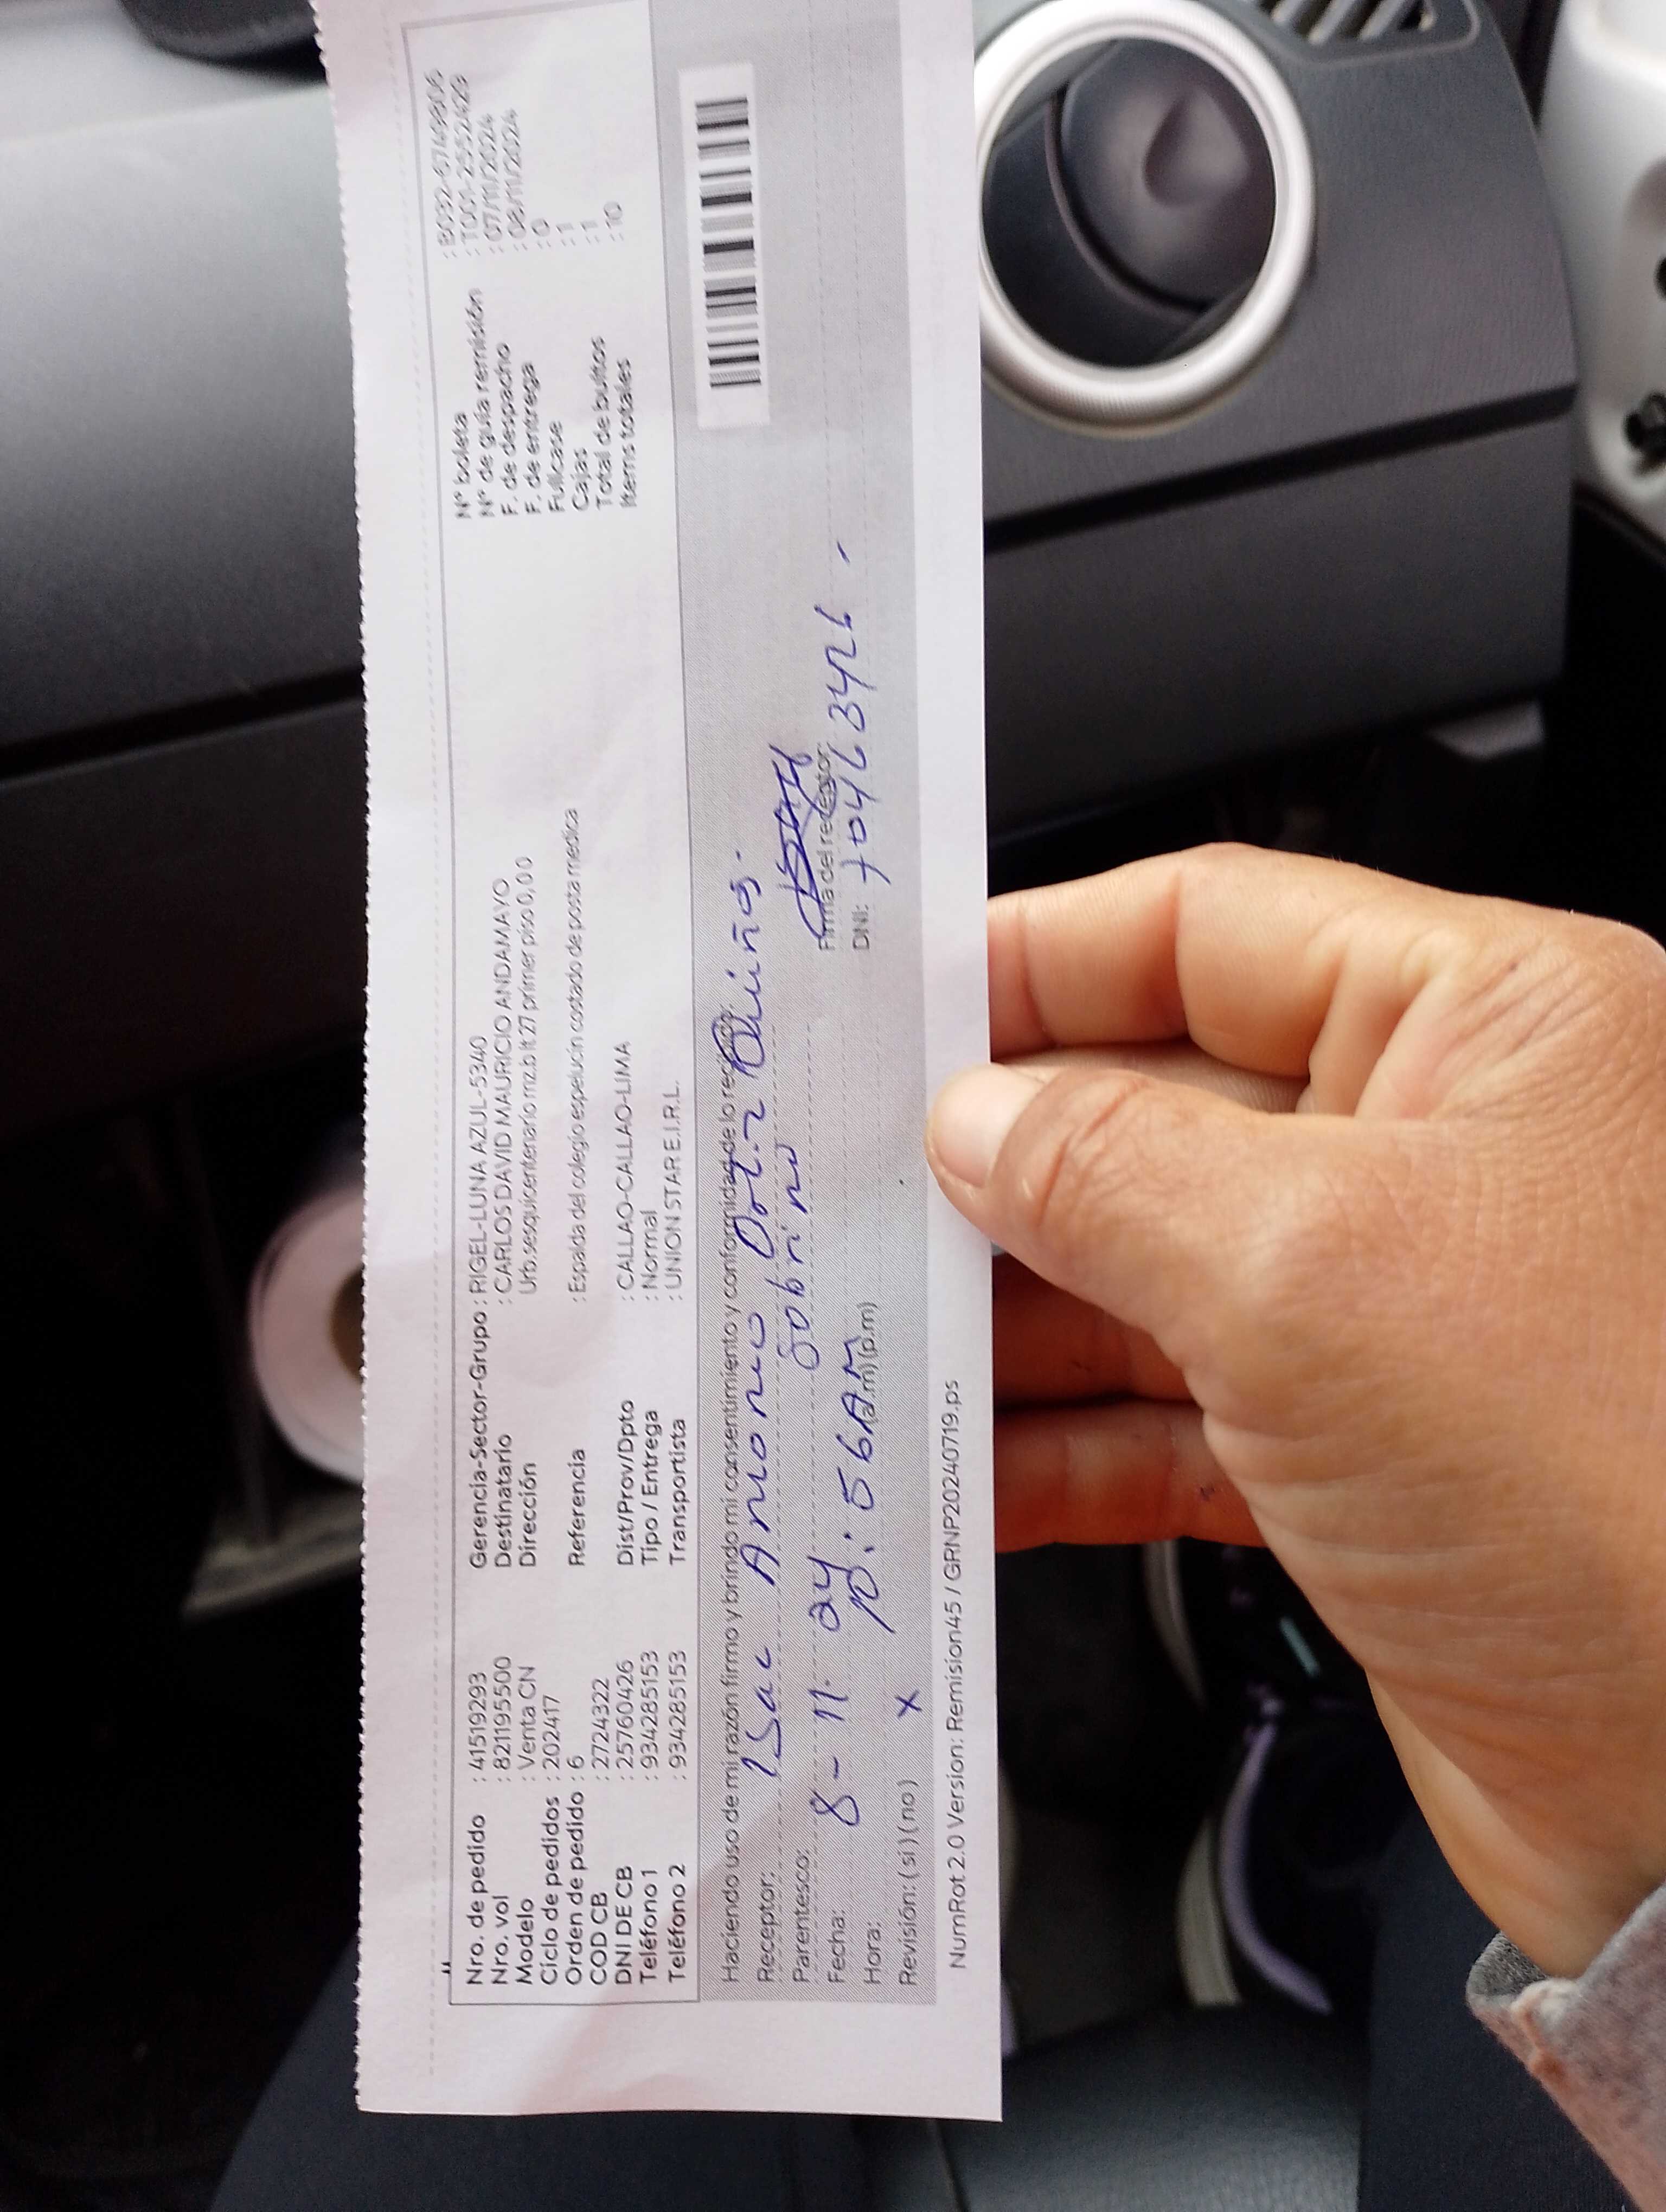 Nro. de pedido : 41519293
Nro. vol : 821195500
Modelo : Venta CN
Ciclo de pedidos : 202417
Orden de pedido : 6
COD CB : 2724322
DNI DE CB : 25760426
Teléfono 1 : 934285153
Teléfono 2 : 934285153
Gerencia-Sector-Grupo : RIGEL-LUNA AZUL-5340
Destinatario : CARLOS DAVID MAURICIO ANDAMAYO
Dirección Urb.sesquicentenario mz.b lt 27 primer piso 0, 0 0
Referencia : Espalda del colegio espelucin costado de posta medica
Dist/Prov/Dpto : CALLAO-CALLAO-LIMA
Tipo / Entrega : Normal
Transportista : UNION STAR E.I.R.L.
N° boleta : B052-67149806
N° de guía remisión : T001-29524429
F. de despacho : 07/11/2024
F. de entrega : 08/11/2024
Fullcase : 0
Cajas : 1
Total de bultos : 1
Items totales : 10
Haciendo uso de mi razón firmo y brindo mi consentimiento y conformidad de lo recibido:
Receptor: Isac
Parentesco: Sobrino
Fecha: 8 - 11 24
Hora: 10:56 AM (a.m) (p.m)
Revisión: ( si ) ( no ) x
Firma del receptor
DNI: 70463426
NumRot 2.0 Version: Remision45 / GRNP20240719.ps